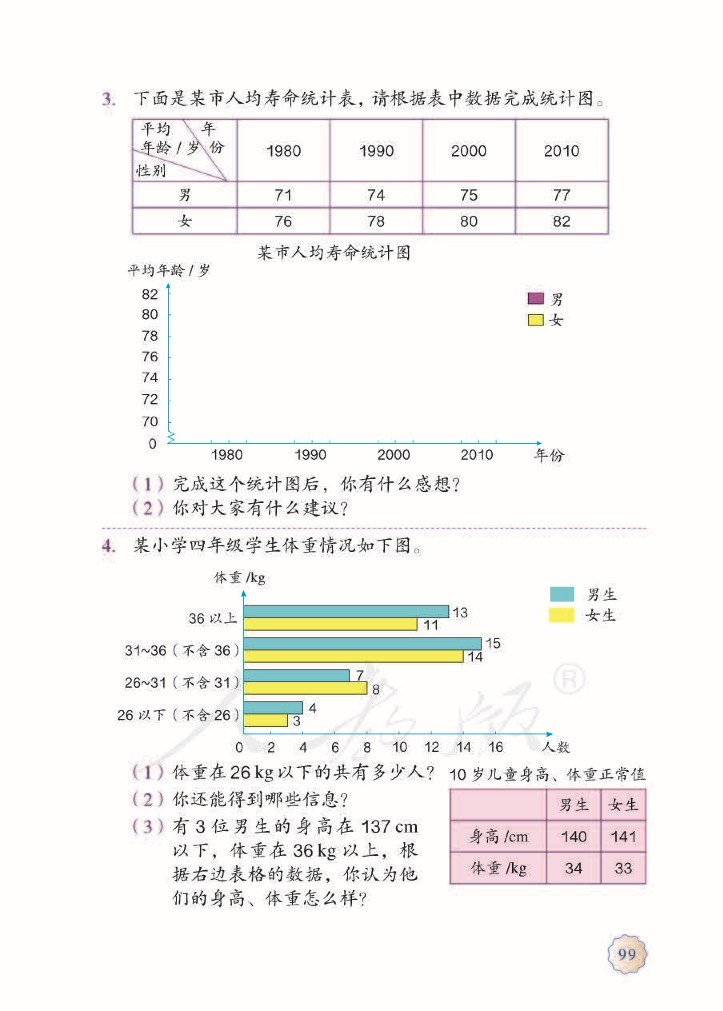 3. 下面是某市人均寿命统计表，请根据表中数据完成统计图。
平均 年
年龄 / 岁 份 1980 1990 2000 2010
性别
男 71 74 75 77
女 76 78 80 82
某市人均寿命统计图
平均年龄 / 岁
82
80
78
76
74
72
70
0
男
女
1980 1990 2000 2010 年份
（1）完成这个统计图后，你有什么感想？
（2）你对大家有什么建议？
4. 某小学四年级学生体重情况如下图。
体重 /kg
男生
女生
36 以上 13
11
31~36（不含 36） 15
14
26~31（不含 31） 7
8
26 以下（不含 26） 4
3
0 2 4 6 8 10 12 14 16 人数
人教版®
（1）体重在 26 kg 以下的共有多少人？
（2）你还能得到哪些信息？
（3）有 3 位男生的身高在 137 cm
以下，体重在 36 kg 以上，根
据右边表格的数据，你认为他
们的身高、体重怎么样？
10 岁儿童身高、体重正常值
男生 女生
身高 /cm 140 141
体重 /kg 34 33
99